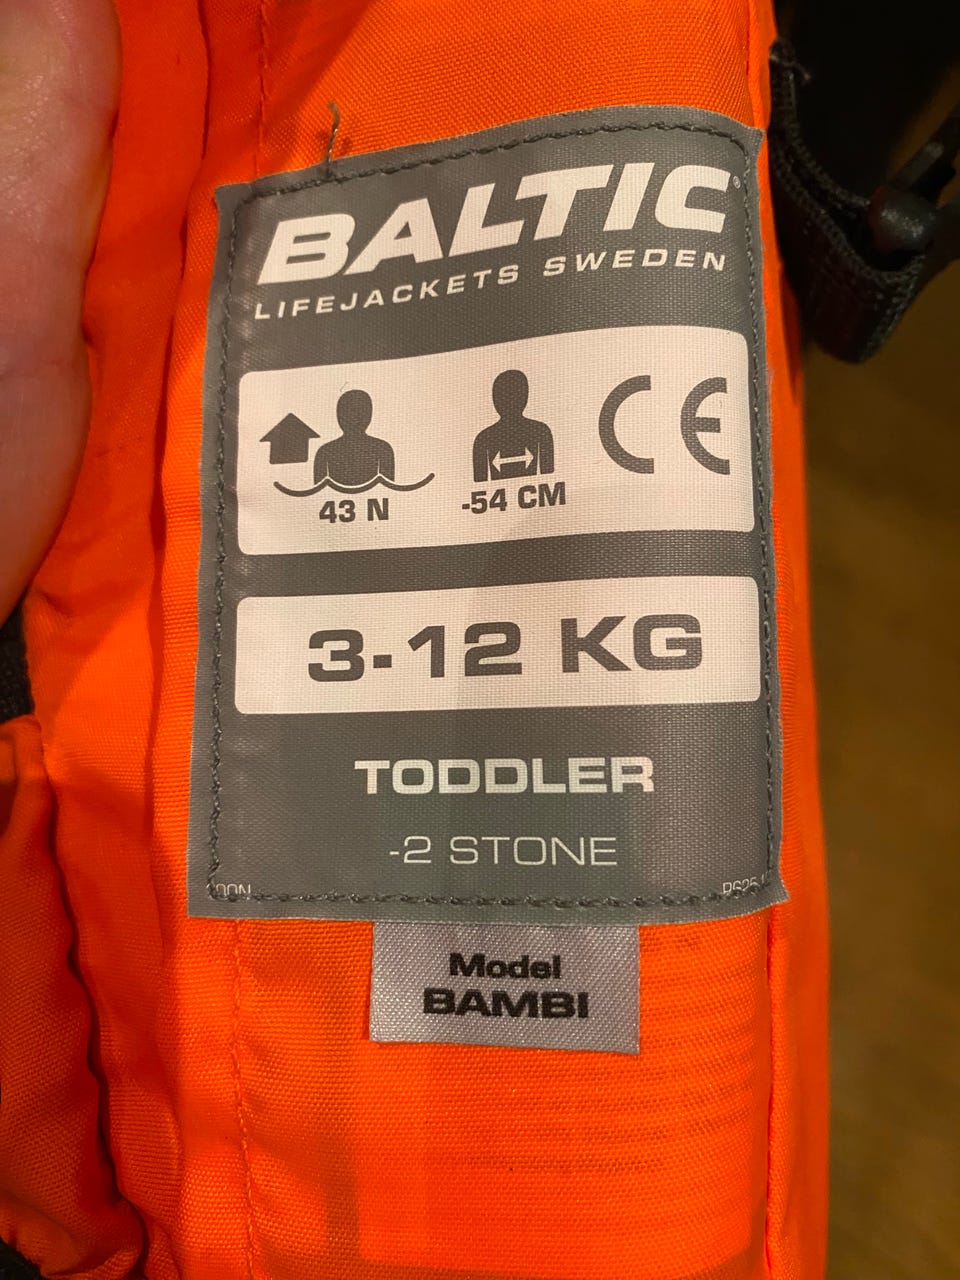 BALTIC®
LIFEJACKETS SWEDEN
43 N
-54 CM
CE
3-12 KG
TODDLER
-2 STONE
Model
BAMBI